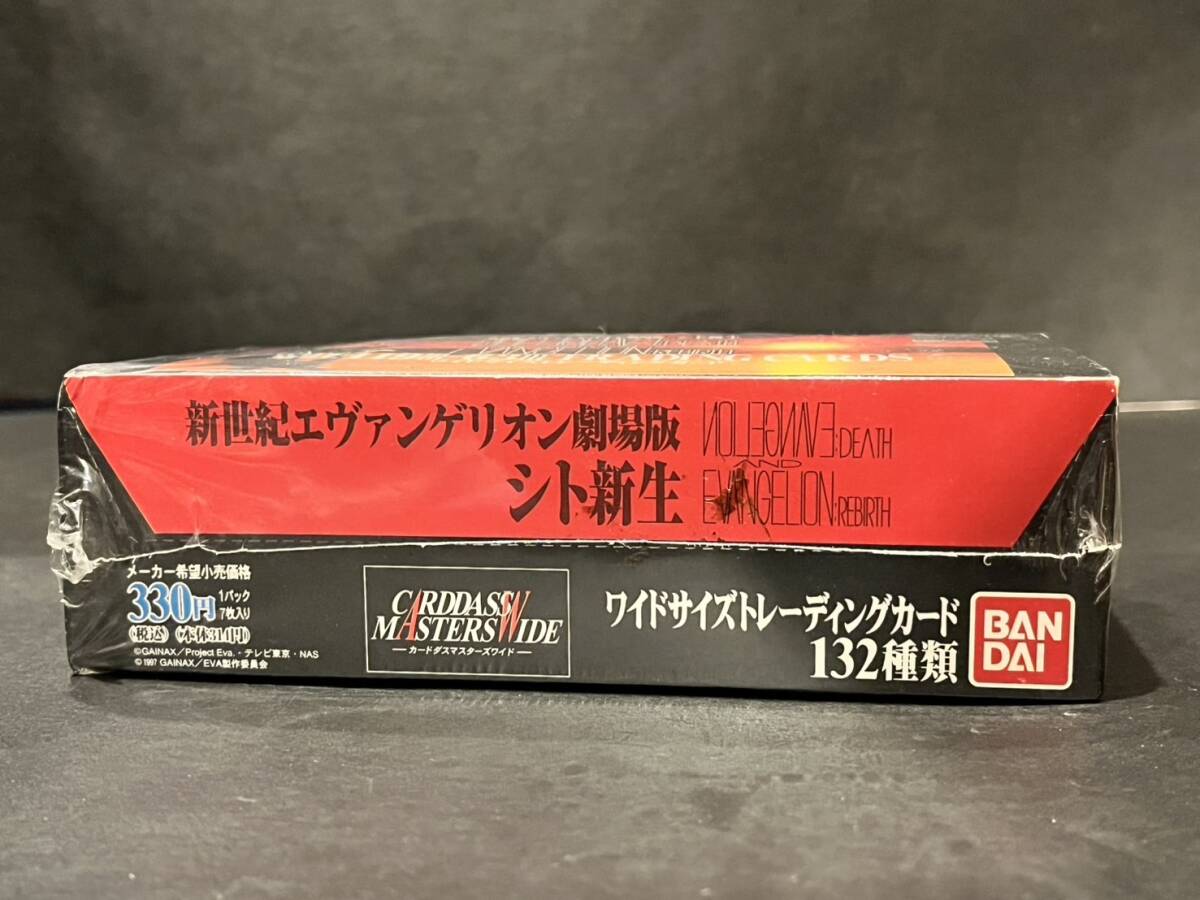 新世紀エヴァンゲリオン劇場版
シト新生
EVANGELION:DEATH
AND
EVANGELION:REBIRTH
メーカー希望小売価格
330円 1パック 7枚入り
(税込)(本体314円)
©GAINAX/Project Eva.・テレビ東京・NAS
©1997 GAINAX/EVA製作委員会
CARDDASS
MASTERS WIDE
カードダスマスターズワイド
ワイドサイズトレーディングカード
132種類
BAN
DAI